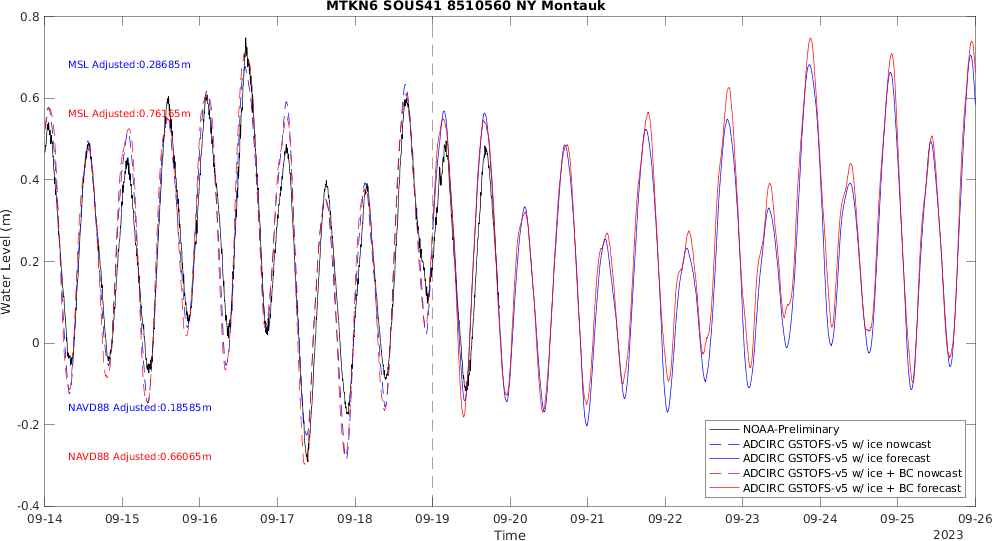 MTKN6 SOUS41 8510560 NY Montauk
0.8
0.6
0.4
0.2
0
-0.2
-0.4
Water Level (m)
MSL Adjusted:0.28685m
MSL Adjusted:0.76165m
NAVD88 Adjusted:0.18585m
NAVD88 Adjusted:0.66065m
NOAA-Preliminary
ADCIRC GSTOFS-v5 w/ ice nowcast
ADCIRC GSTOFS-v5 w/ ice forecast
ADCIRC GSTOFS-v5 w/ ice + BC nowcast
ADCIRC GSTOFS-v5 w/ ice + BC forecast
09-14 09-15 09-16 09-17 09-18 09-19 09-20 09-21 09-22 09-23 09-24 09-25 09-26
Time
2023